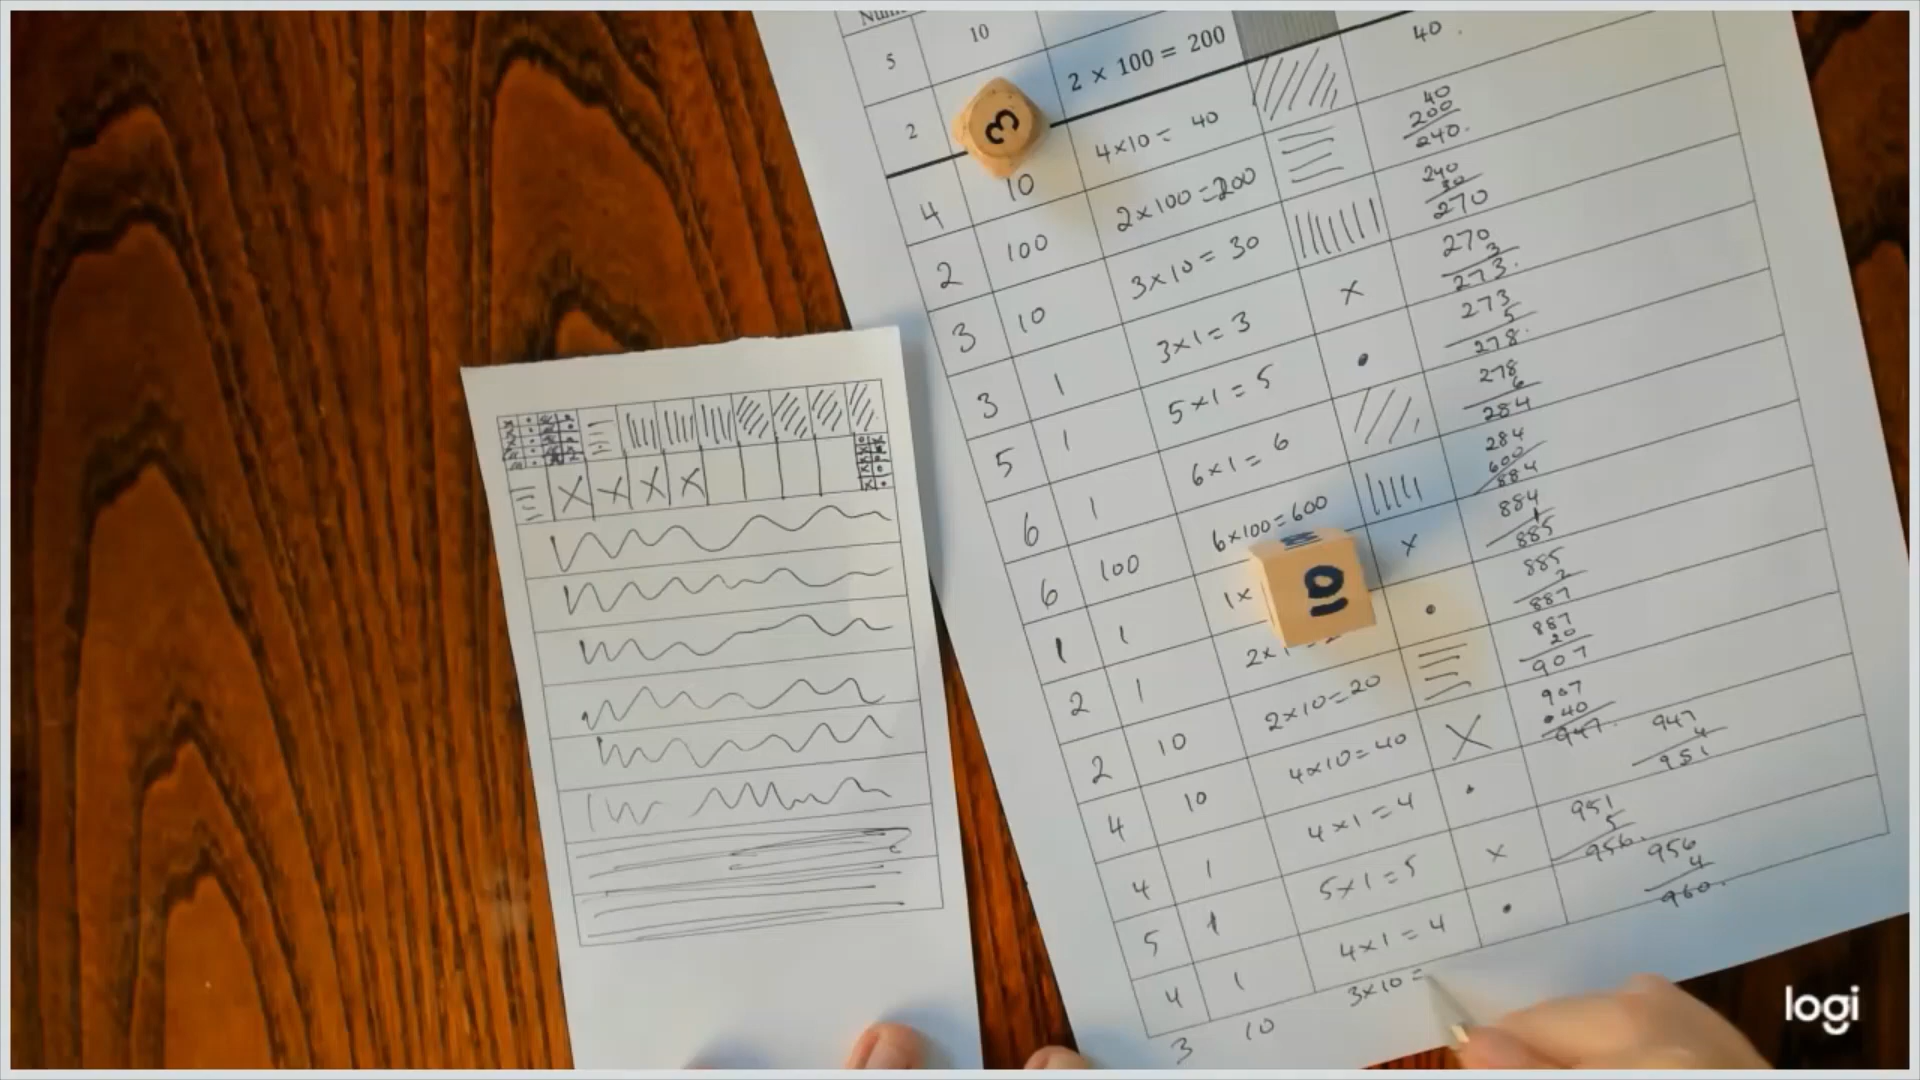 Num
5 10
2 2 × 100 = 200
3
4 10 4×10 = 40 40
2 100 2×100 = 200 40 200 240.
3 10 3×10 = 30 240 30 270
3 1 3×1 = 3 × 270 3 273.
5 1 5×1 = 5 • 273 5 278.
6 1 6×1 = 6 278 6 284
6 100 6×100 = 600 284 600 884
1 1 1× × 884 1 885
10
2 1 2×1 • 885 2 887
2 10 2×10 = 20 887 20 907
4 10 4×10 = 40 X 907 40 947.
4 1 4×1 = 4 • 947 4 951
5 1 5×1 = 5 × 951 5 956.
4 1 4×1 = 4 • 956 4 960.
3 10 3×10 =
X X X X
logi